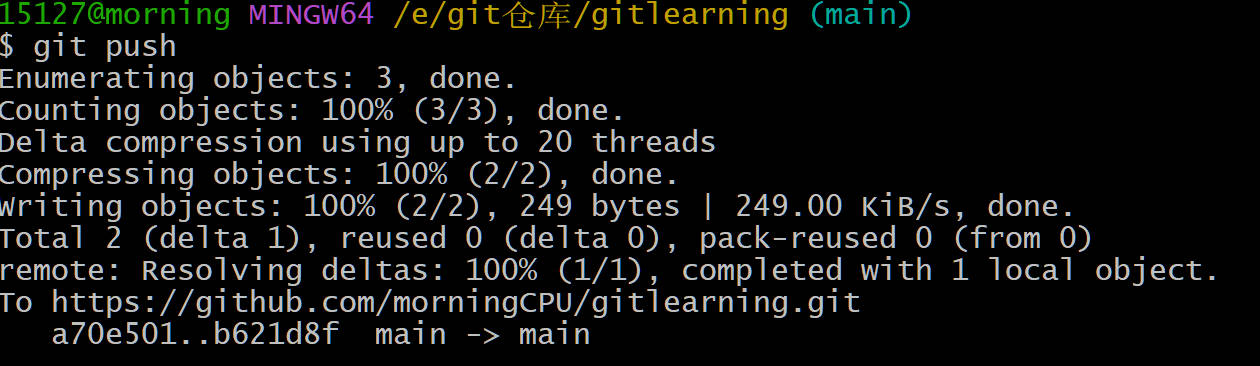 15127@morning MINGW64 /e/git仓库/gitlearning (main)
$ git push
Enumerating objects: 3, done.
Counting objects: 100% (3/3), done.
Delta compression using up to 20 threads
Compressing objects: 100% (2/2), done.
Writing objects: 100% (2/2), 249 bytes | 249.00 KiB/s, done.
Total 2 (delta 1), reused 0 (delta 0), pack-reused 0 (from 0)
remote: Resolving deltas: 100% (1/1), completed with 1 local object.
To https://github.com/morningCPU/gitlearning.git
   a70e501..b621d8f  main -> main